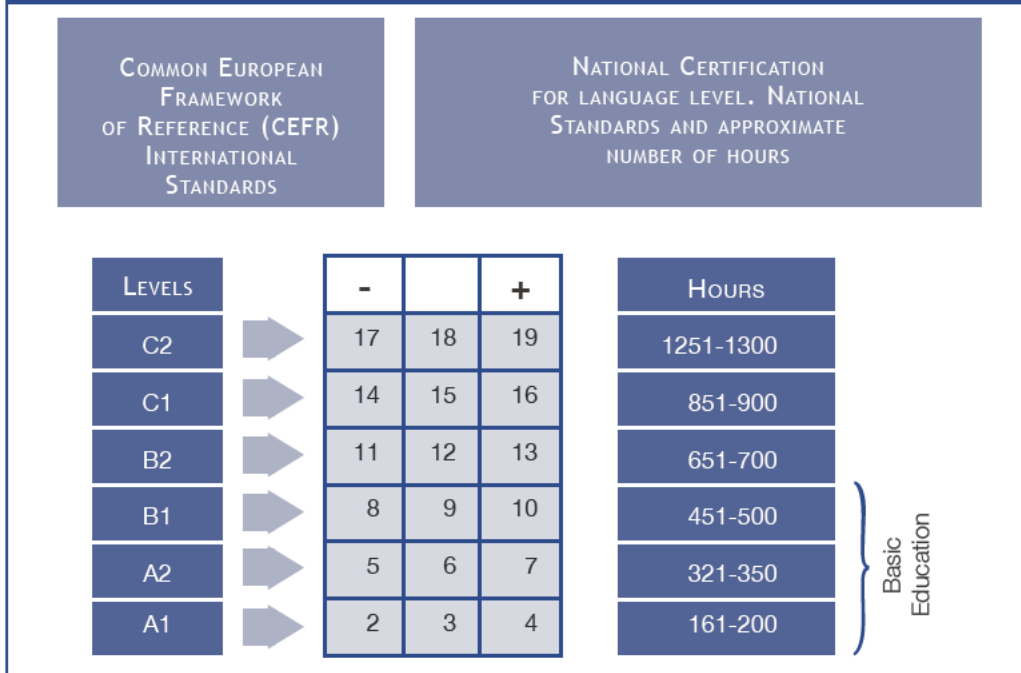 Common European
Framework
of Reference (CEFR)
International
Standards
National Certification
for language level. National
Standards and approximate
number of hours
Levels - + Hours
C2 17 18 19 1251-1300
C1 14 15 16 851-900
B2 11 12 13 651-700
B1 8 9 10 451-500
A2 5 6 7 321-350
A1 2 3 4 161-200
Basic
Education